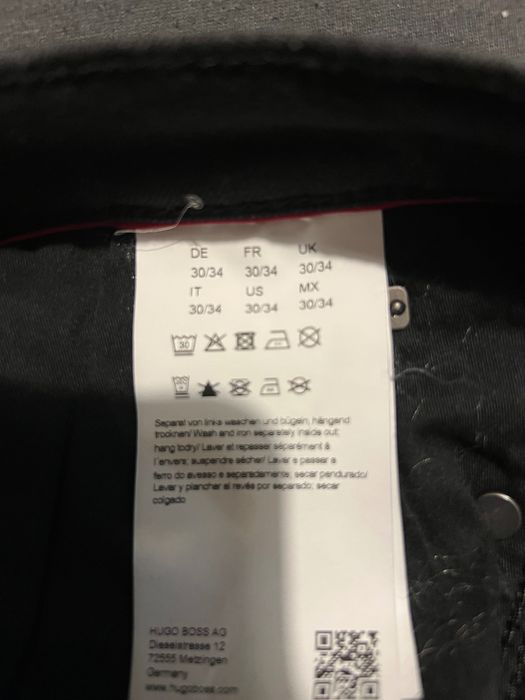 DE FR UK
30/34 30/34 30/34
IT US MX
30/34 30/34 30/34
30
Separat von links waschen und bügeln; hängend
trocknen/ Wash and iron separately inside out;
hang to dry/ Laver et repasser séparément à
l'envers; suspendre sécher/ Lavar e passar a
ferro do avesso e separadamente; secar pendurado/
Lavar y planchar al revés por separado; secar
colgado
HUGO BOSS AG
Dieselstrasse 12
72555 Metzingen
Germany
www.hugoboss.com